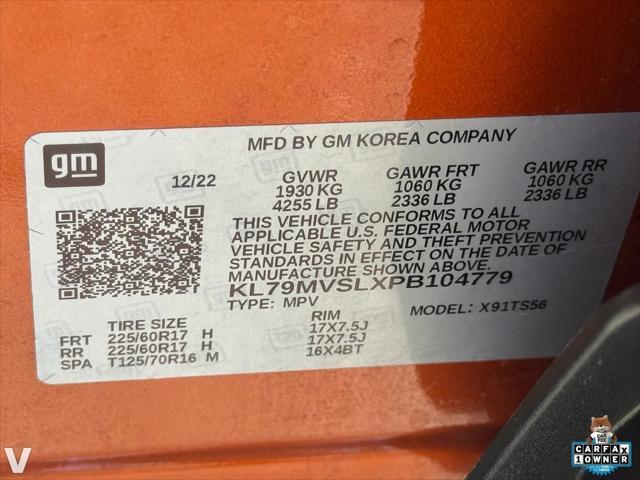 MFD BY GM KOREA COMPANY
gm
12/22
GVWR GAWR FRT GAWR RR
1930 KG 1060 KG 1060 KG
4255 LB 2336 LB 2336 LB
THIS VEHICLE CONFORMS TO ALL
APPLICABLE U.S. FEDERAL MOTOR
VEHICLE SAFETY AND THEFT PREVENTION
STANDARDS IN EFFECT ON THE DATE OF
MANUFACTURE SHOWN ABOVE.
KL79MVSLXPB104779
TYPE: MPV MODEL: X91TS56
TIRE SIZE RIM
FRT 225/60R17 H 17X7.5J
RR 225/60R17 H 17X7.5J
SPA T125/70R16 M 16X4BT
V
CARFAX
1 OWNER